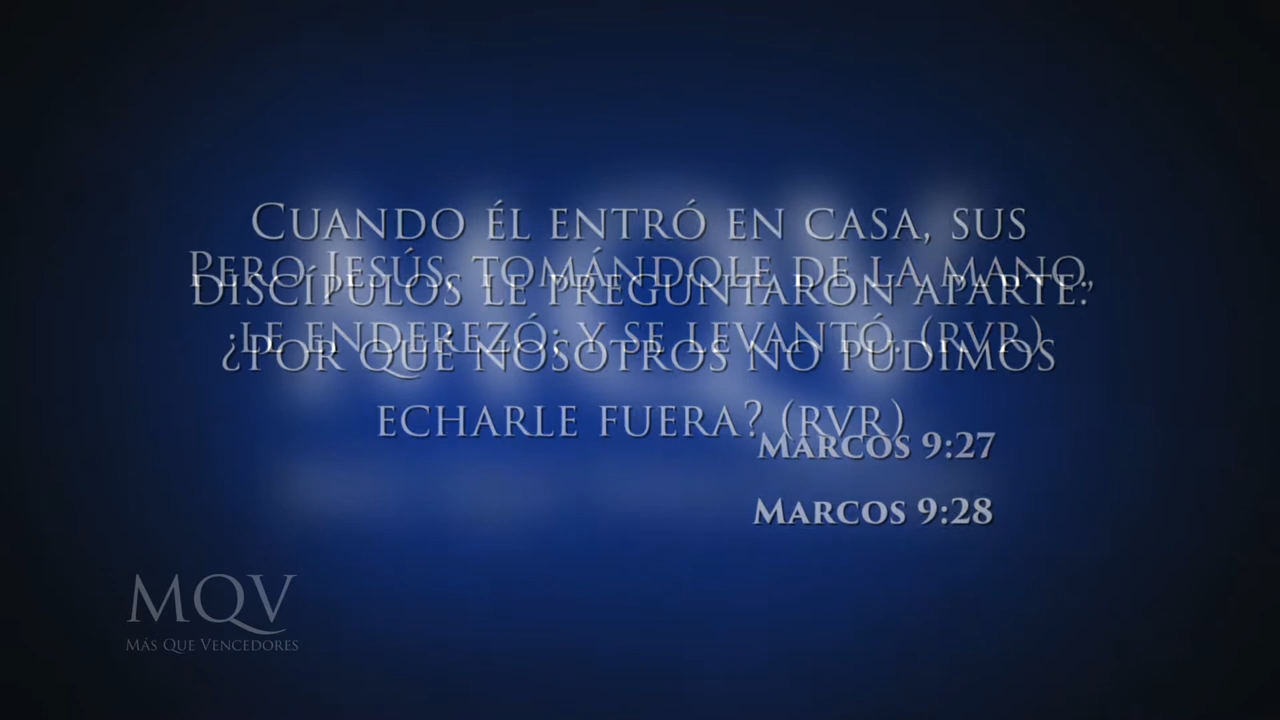 Cuando él entró en casa, sus
Pero Jesús, tomándole de la mano,
discípulos le preguntaron aparte:
le enderezó; y se levantó. (RVR)
¿Por qué nosotros no pudimos
echarle fuera? (RVR)
Marcos 9:27
Marcos 9:28
MQV
Más Que Vencedores